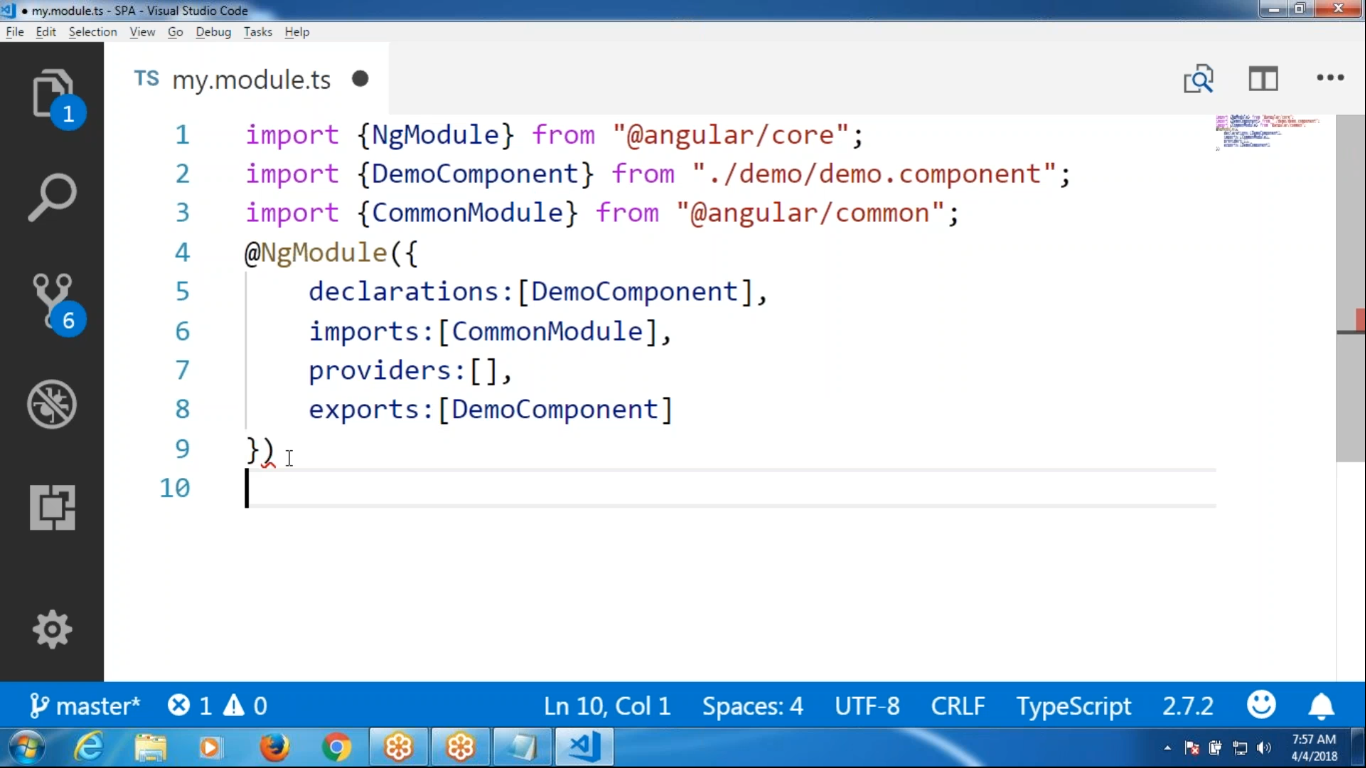 ● my.module.ts - SPA - Visual Studio Code
File Edit Selection View Go Debug Tasks Help
TS my.module.ts ●
1
6
1 import {NgModule} from "@angular/core";
2 import {DemoComponent} from "./demo/demo.component";
3 import {CommonModule} from "@angular/common";
4 @NgModule({
5 declarations:[DemoComponent],
6 imports:[CommonModule],
7 providers:[],
8 exports:[DemoComponent]
9 })
10
master* 1 0 Ln 10, Col 1 Spaces: 4 UTF-8 CRLF TypeScript 2.7.2
7:57 AM
4/4/2018